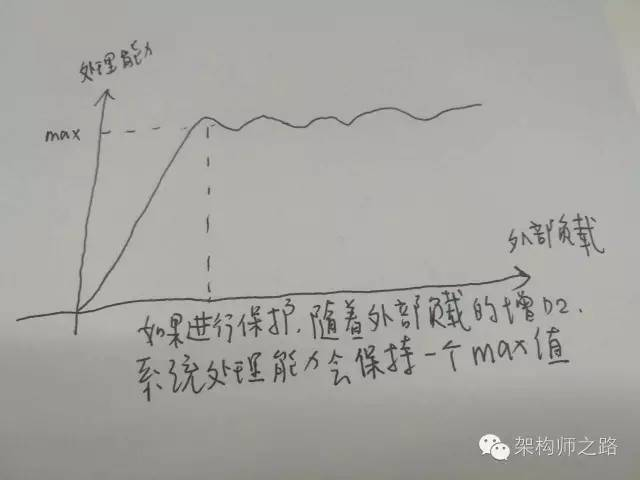 处理能力
max
外部负载
如果进行保护,随着外部负载的增加.
系统处理能力会保持一个max值
架构师之路